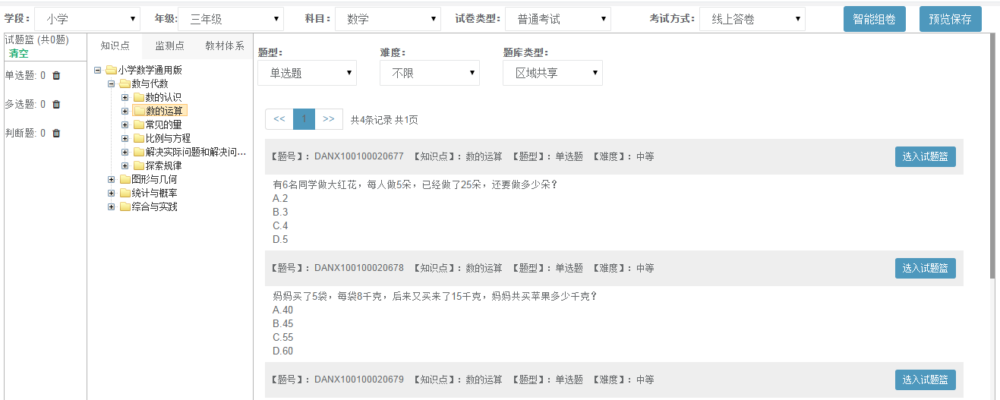 学段： 小学 年级: 三年级 科目： 数学 试卷类型： 普通考试 考试方式： 线上答卷 智能组卷 预览保存
试题篮 (共0题)
清空
单选题: 0
多选题: 0
判断题: 0
知识点 监测点 教材体系
小学数学通用版
数与代数
数的认识
数的运算
常见的量
比例与方程
解决实际问题和解决问...
探索规律
图形与几何
统计与概率
综合与实践
题型： 难度： 题库类型：
单选题 不限 区域共享
<< 1 >> 共4条记录 共1页
【题号】：DANX100100020677 【知识点】：数的运算 【题型】：单选题 【难度】：中等 选入试题篮
有6名同学做大红花，每人做5朵，已经做了25朵，还要做多少朵？
A.2
B.3
C.4
D.5
【题号】：DANX100100020678 【知识点】：数的运算 【题型】：单选题 【难度】：中等 选入试题篮
妈妈买了5袋，每袋8千克，后来又买来了15千克，妈妈共买苹果多少千克？
A.40
B.45
C.55
D.60
【题号】：DANX100100020679 【知识点】：数的运算 【题型】：单选题 【难度】：中等 选入试题篮